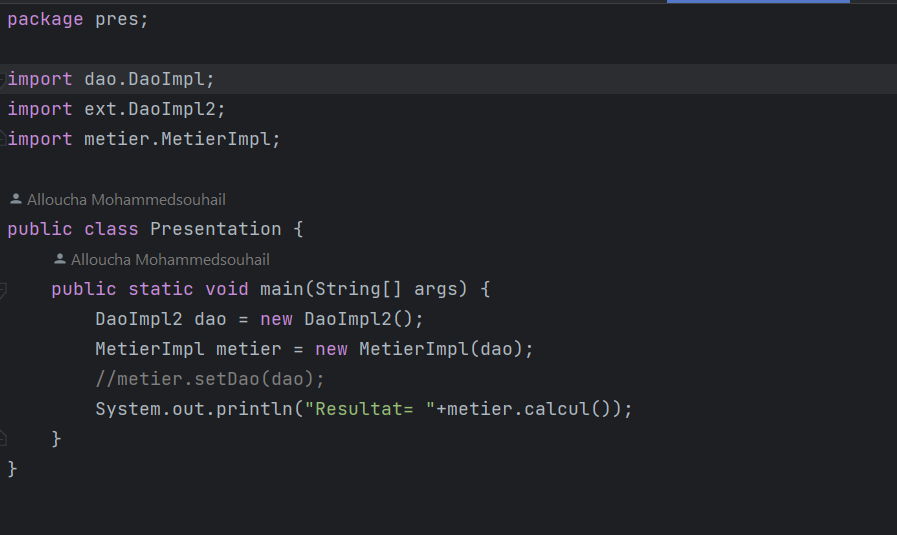 package pres;
import dao.DaoImpl;
import ext.DaoImpl2;
import metier.MetierImpl;
Alloucha Mohammedsouhail
public class Presentation {
Alloucha Mohammedsouhail
public static void main(String[] args) {
DaoImpl2 dao = new DaoImpl2();
MetierImpl metier = new MetierImpl(dao);
//metier.setDao(dao);
System.out.println("Resultat= "+metier.calcul());
}
}